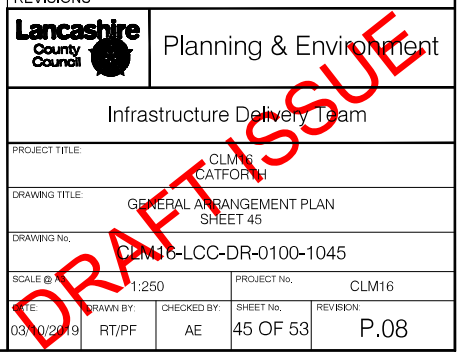 REVISIONS
Lancashire
County
Council
Planning & Environment
Infrastructure Delivery Team
PROJECT TITLE:
CLM16
CATFORTH
DRAWING TITLE:
GENERAL ARRANGEMENT PLAN
SHEET 45
DRAWING No.
CLM16-LCC-DR-0100-1045
SCALE @ A3
1:250
PROJECT No.
CLM16
DATE:
03/10/2019
DRAWN BY:
RT/PF
CHECKED BY:
AE
SHEET No.
45 OF 53
REVISION:
P.08
DRAFT ISSUE